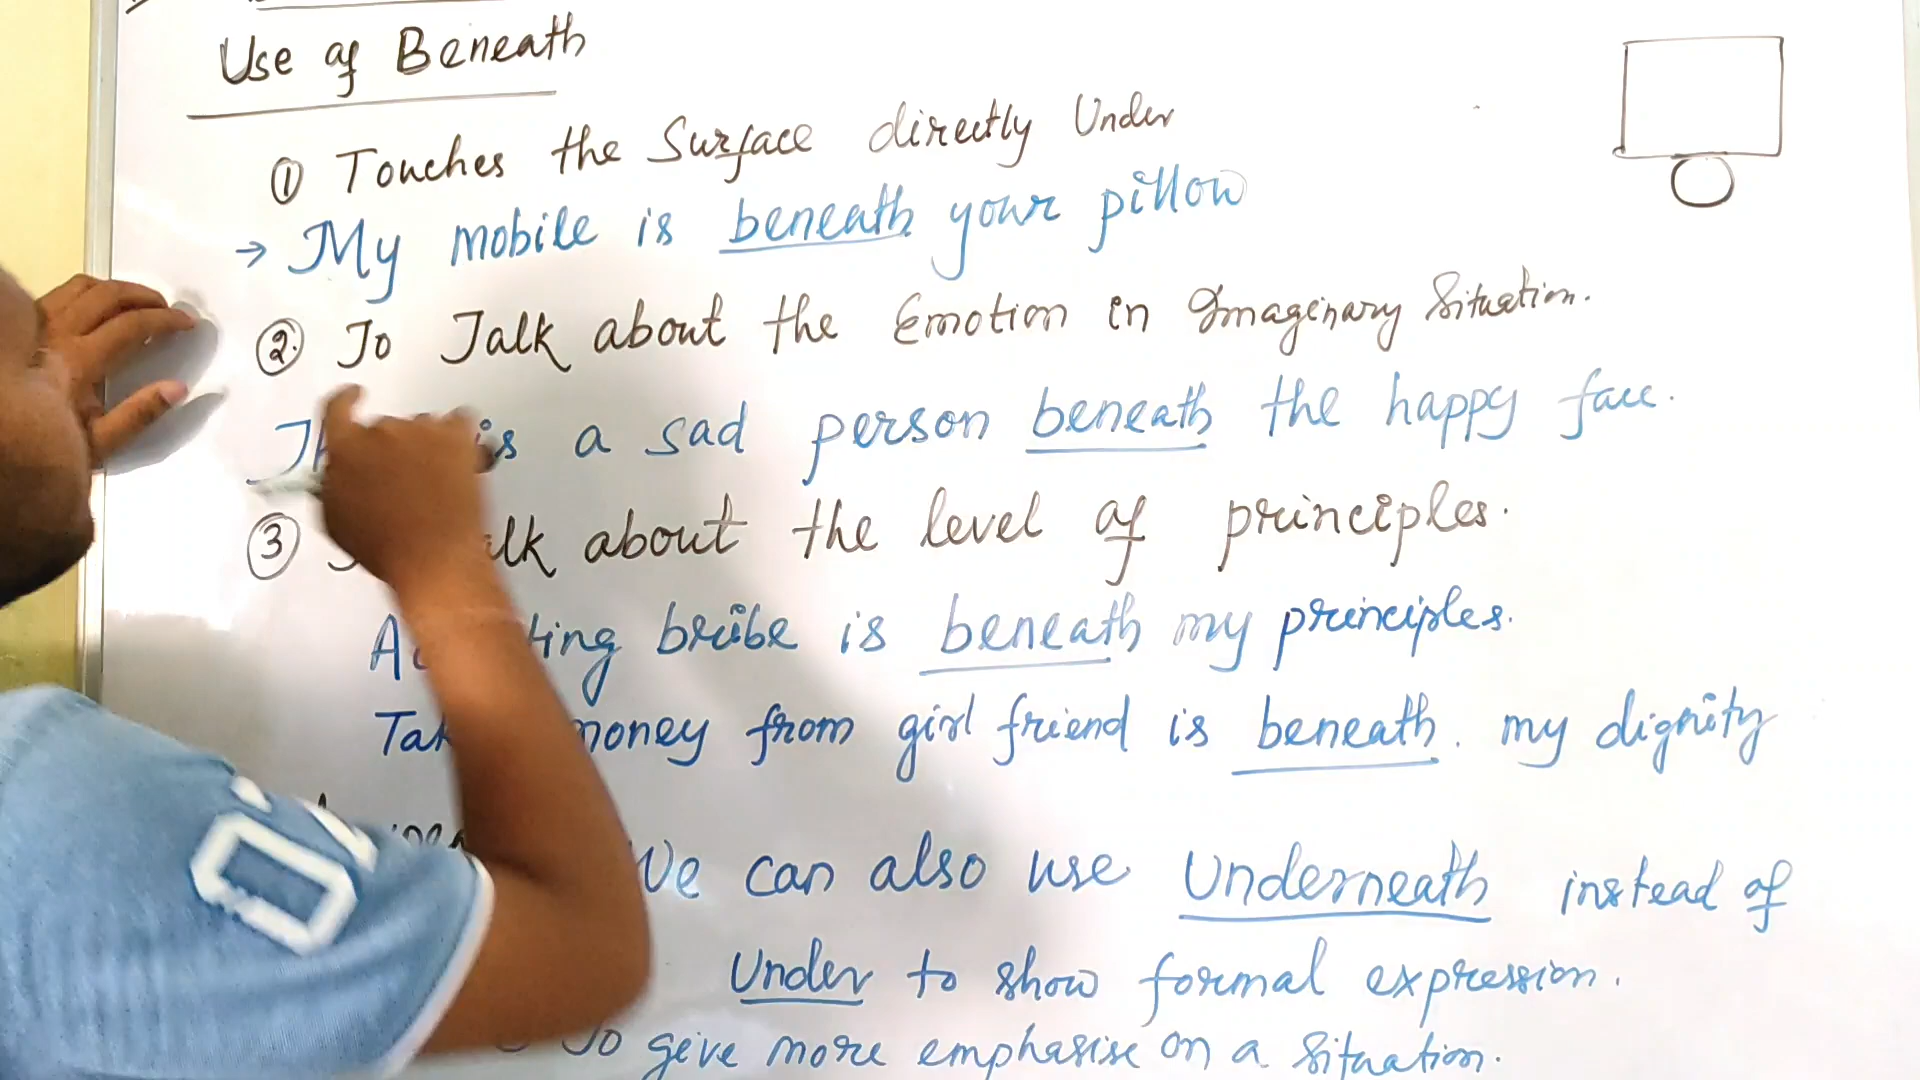 Use of Beneath
① Touches the Surface directly Under
→ My mobile is beneath your pillow
②. To Talk about the Emotion in Imaginary Situation.
is a sad person beneath the happy face.
③ about the level of principles.
bribe is beneath my principles.
money from girl friend is beneath. my dignity
We can also use Underneath instead of
Under to show formal expression.
To give more emphasise on a Situation.